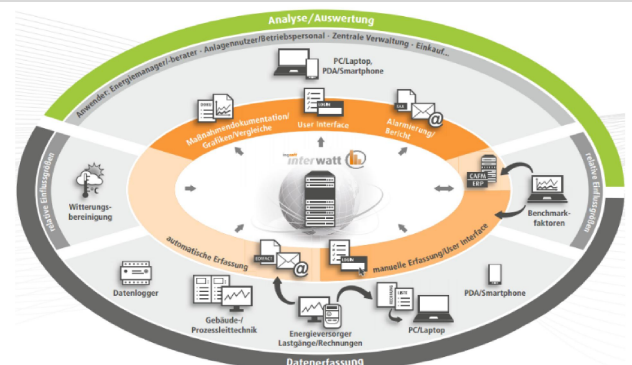 Analyse/Auswertung
Anwender: Energiemanager/-berater · Anlagennutzer/Betriebspersonal · Zentrale Verwaltung · Einkauf...
PC/Laptop,
PDA/Smartphone
Maßnahmendokumentation/
Grafiken/Vergleiche
User Interface
LOGIN
Alarmierung/
Bericht
relative Einflussgrößen
relative Einflussgrößen
interwatt
CAFM
ERP
°C
Witterungs-
bereinigung
Benchmark-
faktoren
automatische Erfassung
manuelle Erfassung/User Interface
LOGIN
Datenlogger
Gebäude-/
Prozessleittechnik
Energieversorger
Lastgänge/Rechnungen
PC/Laptop
PDA/Smartphone
Datenerfassung